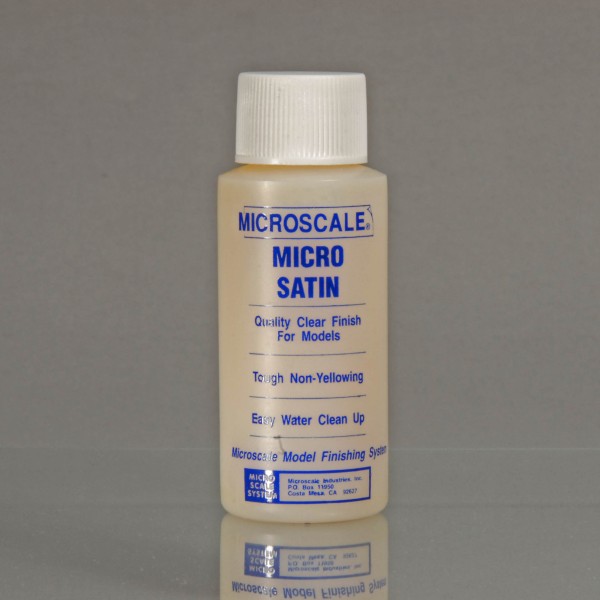 MICROSCALE®
MICRO
SATIN
Quality Clear Finish
For Models
Tough Non-Yellowing
Easy Water Clean Up
Microscale Model Finishing System
MICRO
SCALE
SYSTEM
Microscale Industries, Inc.
P.O. Box 11950
Costa Mesa, CA 92627